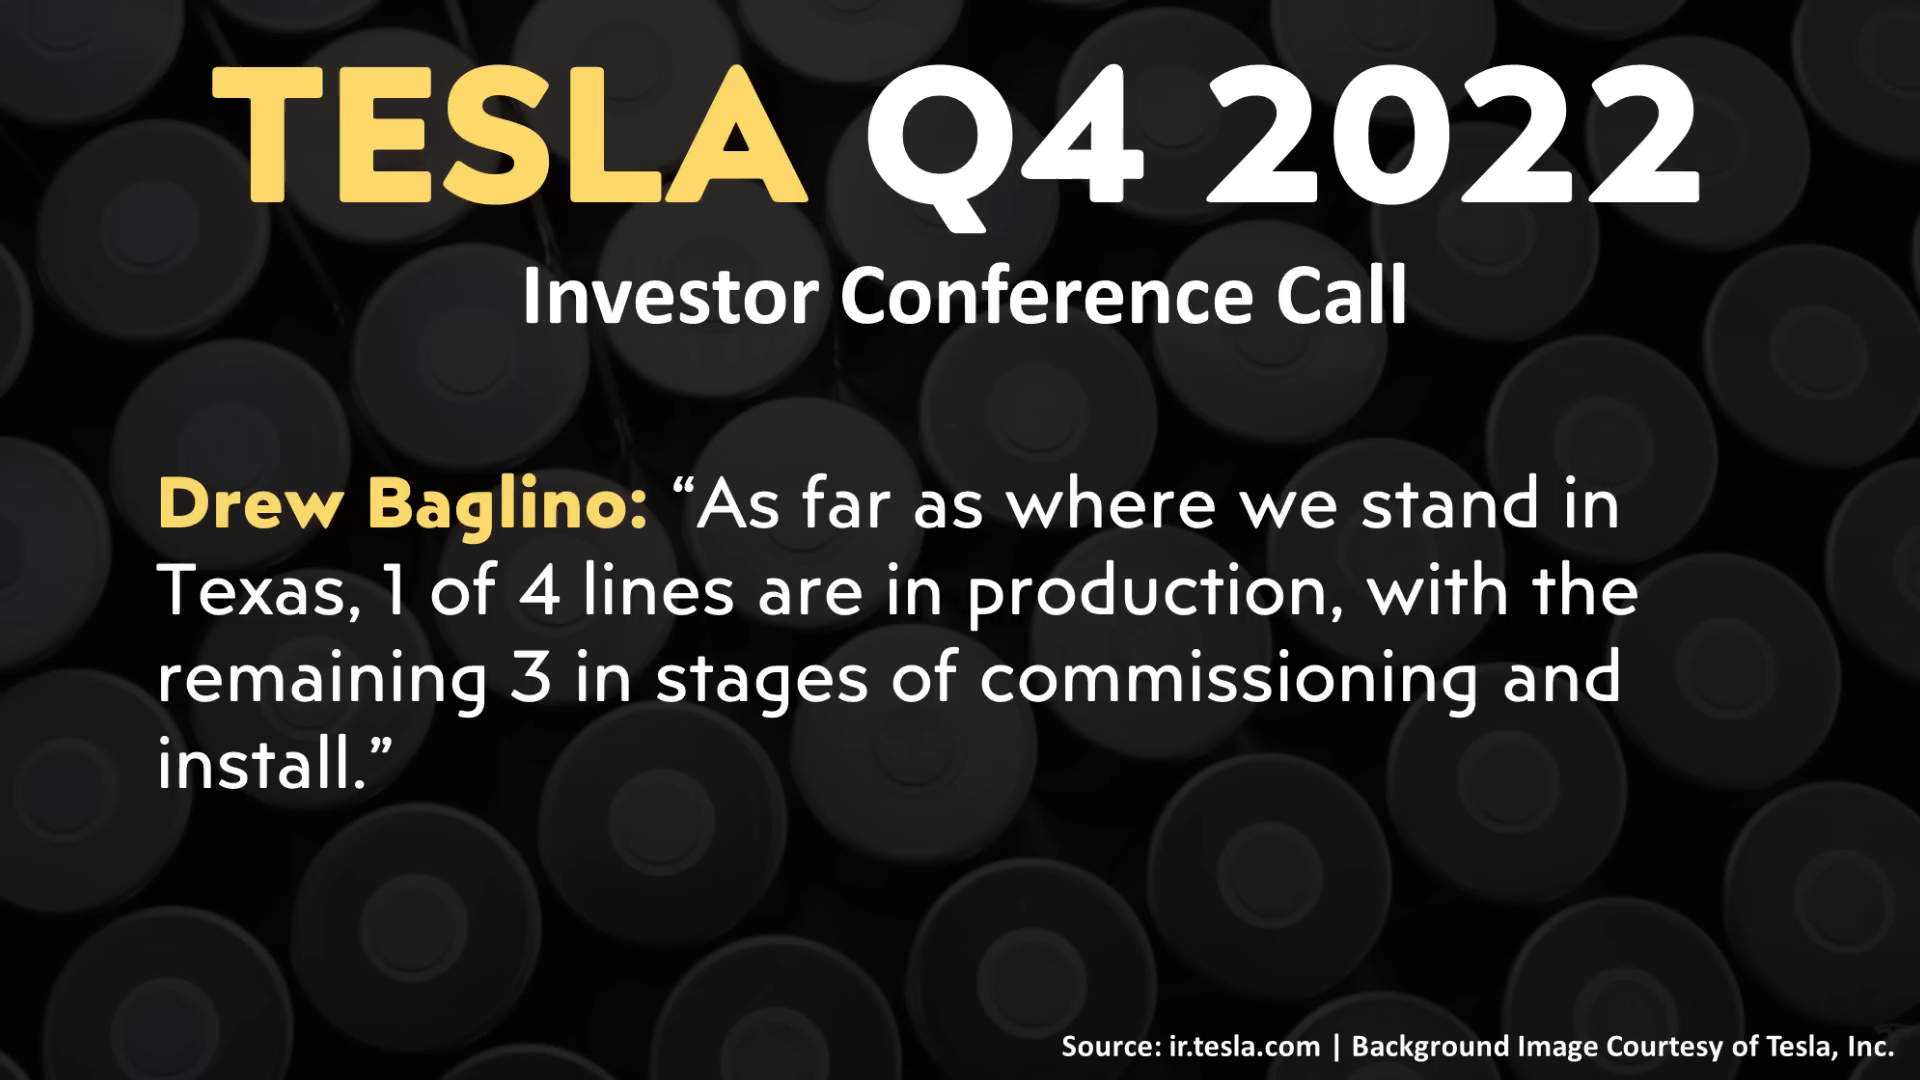 TESLA Q4 2022
Investor Conference Call
Drew Baglino: “As far as where we stand in
Texas, 1 of 4 lines are in production, with the
remaining 3 in stages of commissioning and
install.”
Source: ir.tesla.com | Background Image Courtesy of Tesla, Inc.